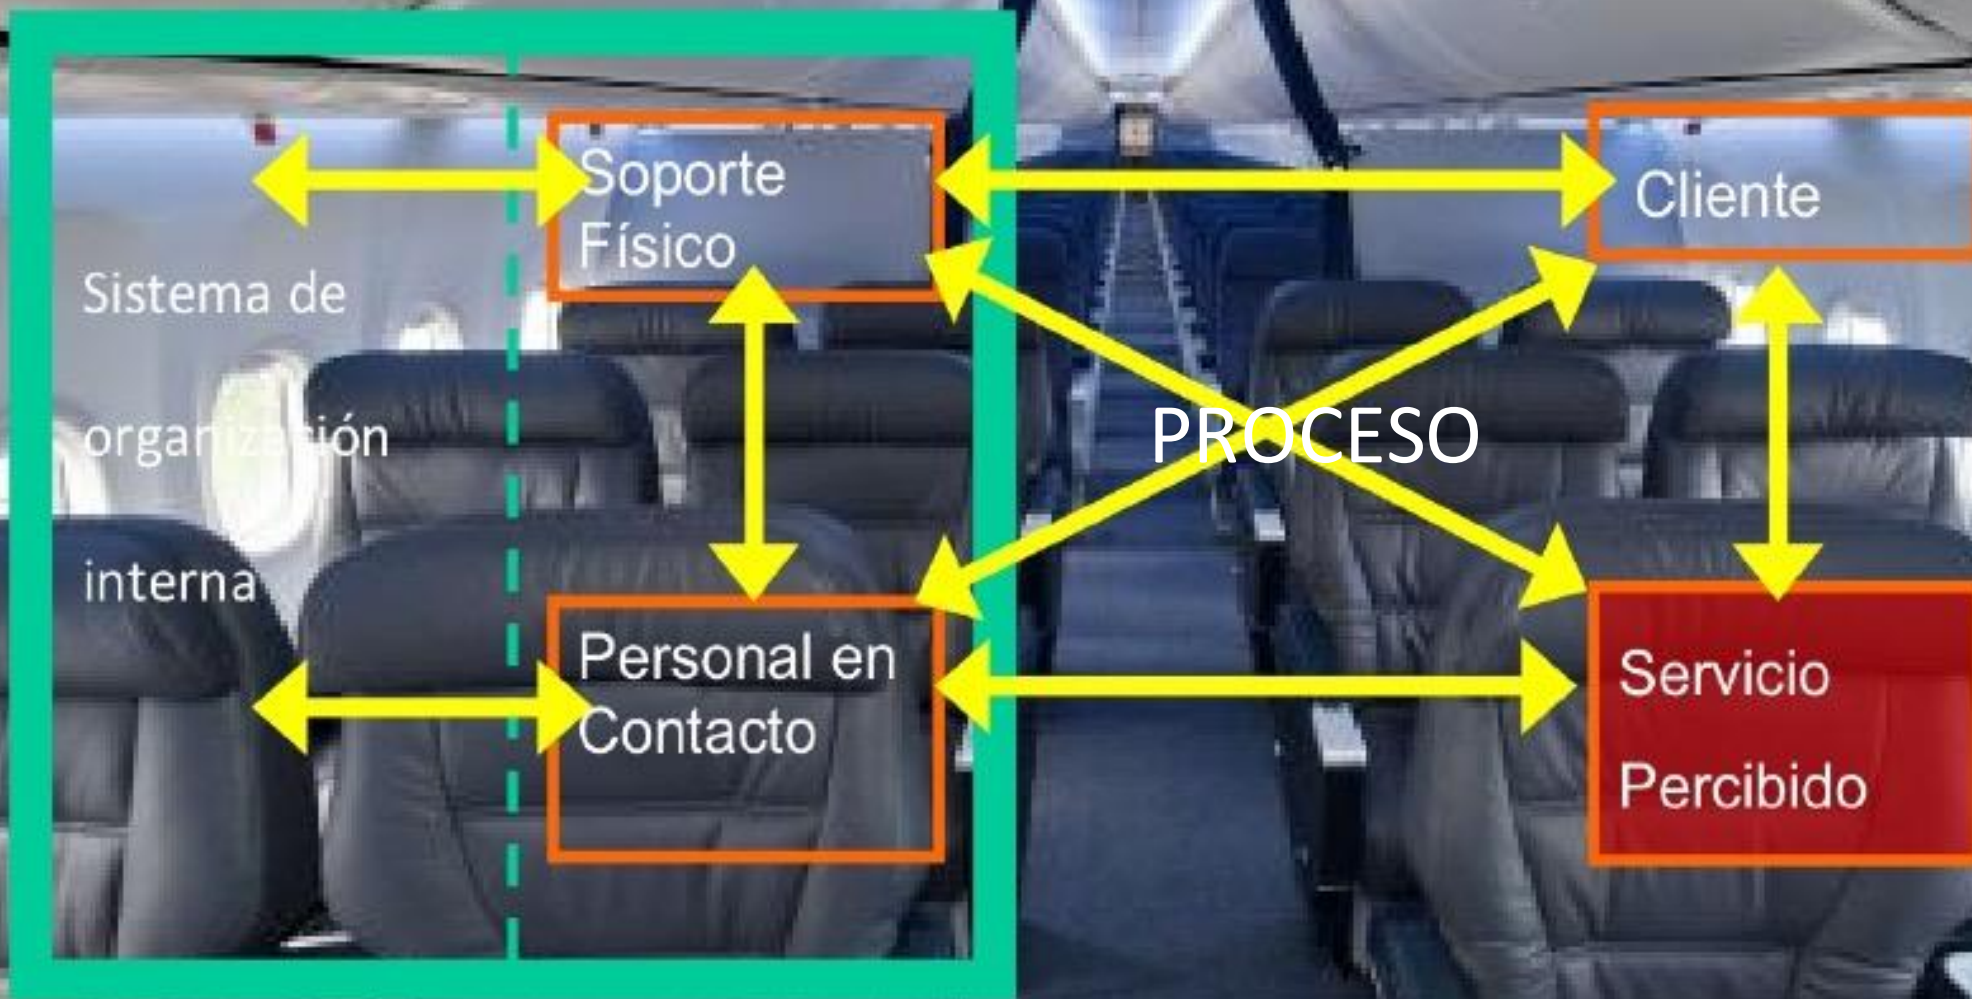 Soporte
Físico
Cliente
Sistema de
organización
interna
PROCESO
Personal en
Contacto
Servicio
Percibido